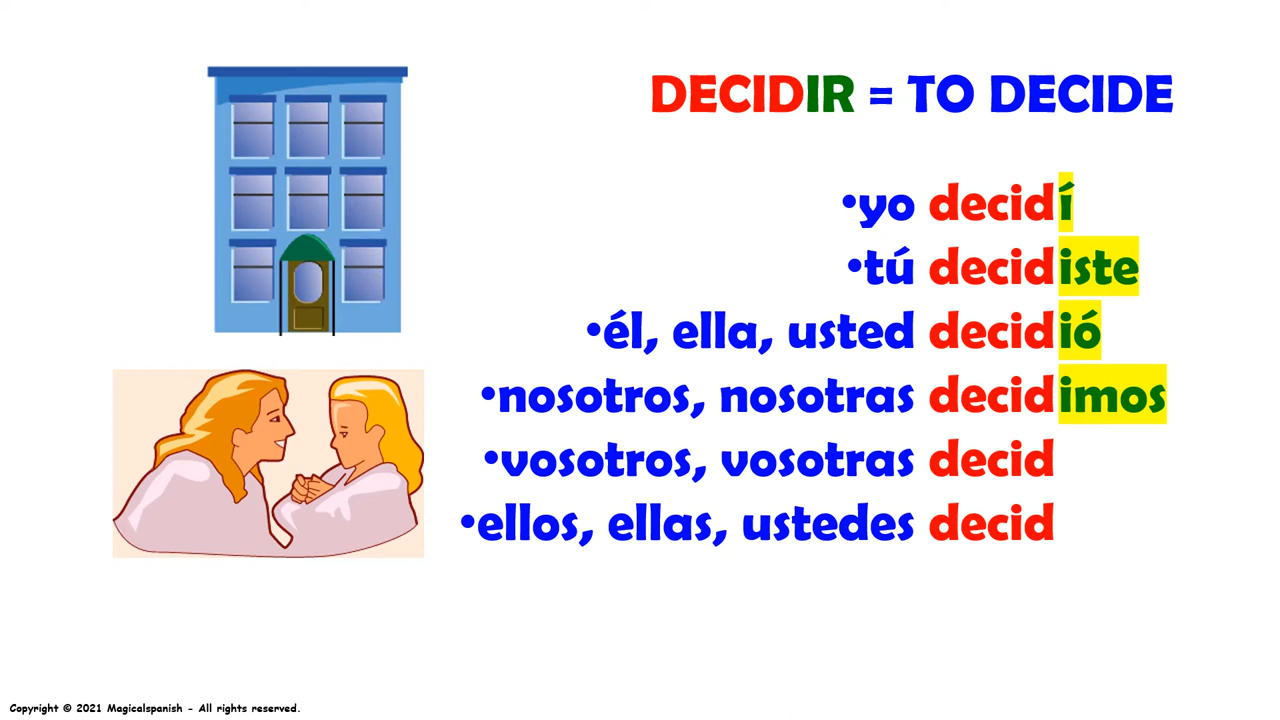 DECIDIR = TO DECIDE
•yo decidí
•tú decidiste
•él, ella, usted decidió
•nosotros, nosotras decidimos
•vosotros, vosotras decid
•ellos, ellas, ustedes decid
Copyright © 2021 Magicalspanish - All rights reserved.